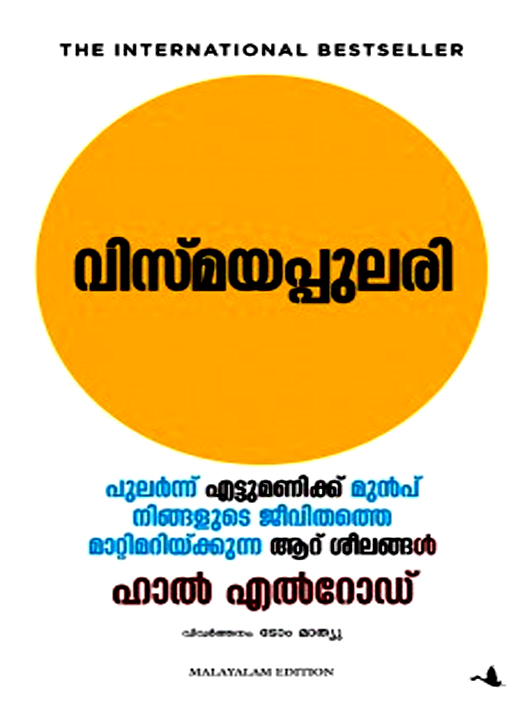 THE INTERNATIONAL BESTSELLER
വിസ്മയപ്പുലരി
പുലർന്ന് എട്ടുമണിക്ക് മുൻപ്
നിങ്ങളുടെ ജീവിതത്തെ
മാറ്റിമറിയ്ക്കുന്ന ആറ് ശീലങ്ങൾ
ഹാൽ എൽറോഡ്
വിവർത്തനം ടോം മാത്യു
MALAYALAM EDITION